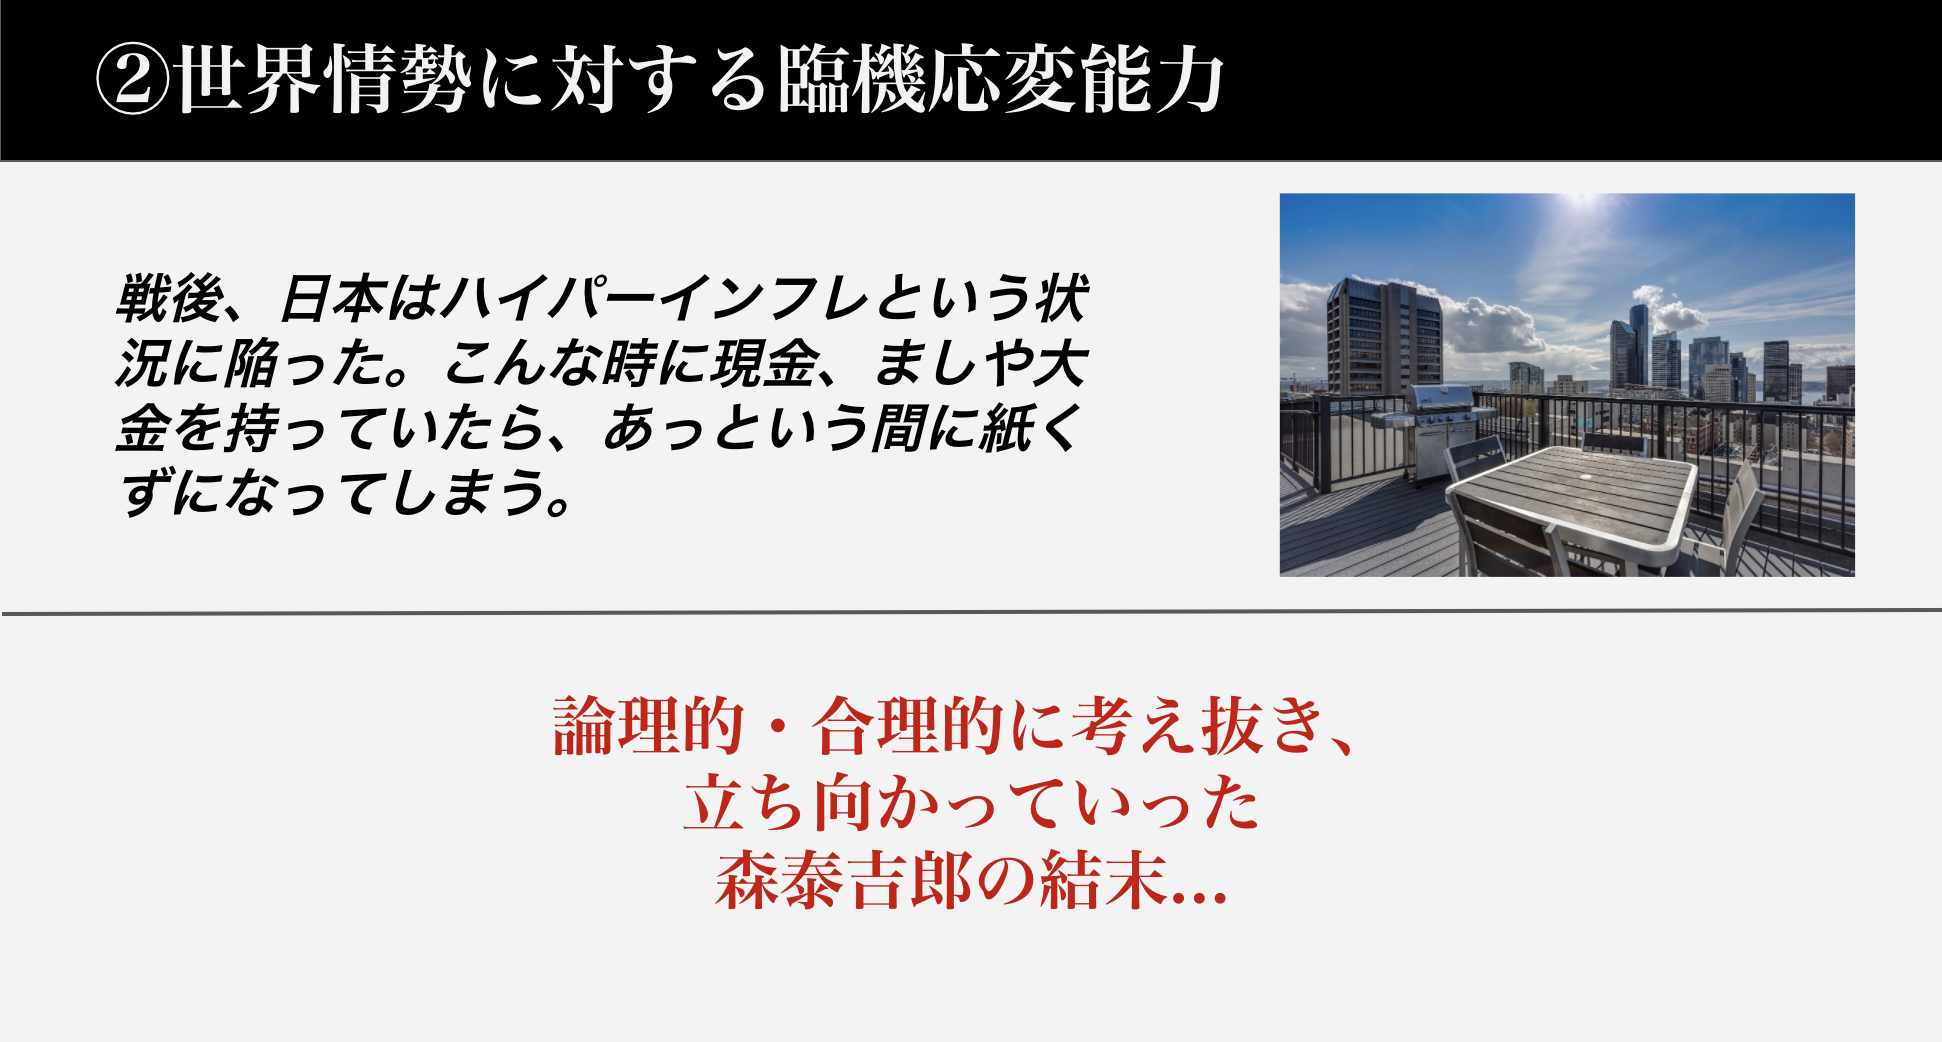 ②世界情勢に対する臨機応変能力
戦後、日本はハイパーインフレという状
況に陥った。こんな時に現金、ましや大
金を持っていたら、あっという間に紙く
ずになってしまう。
論理的・合理的に考え抜き、
立ち向かっていった
森泰吉郎の結末...